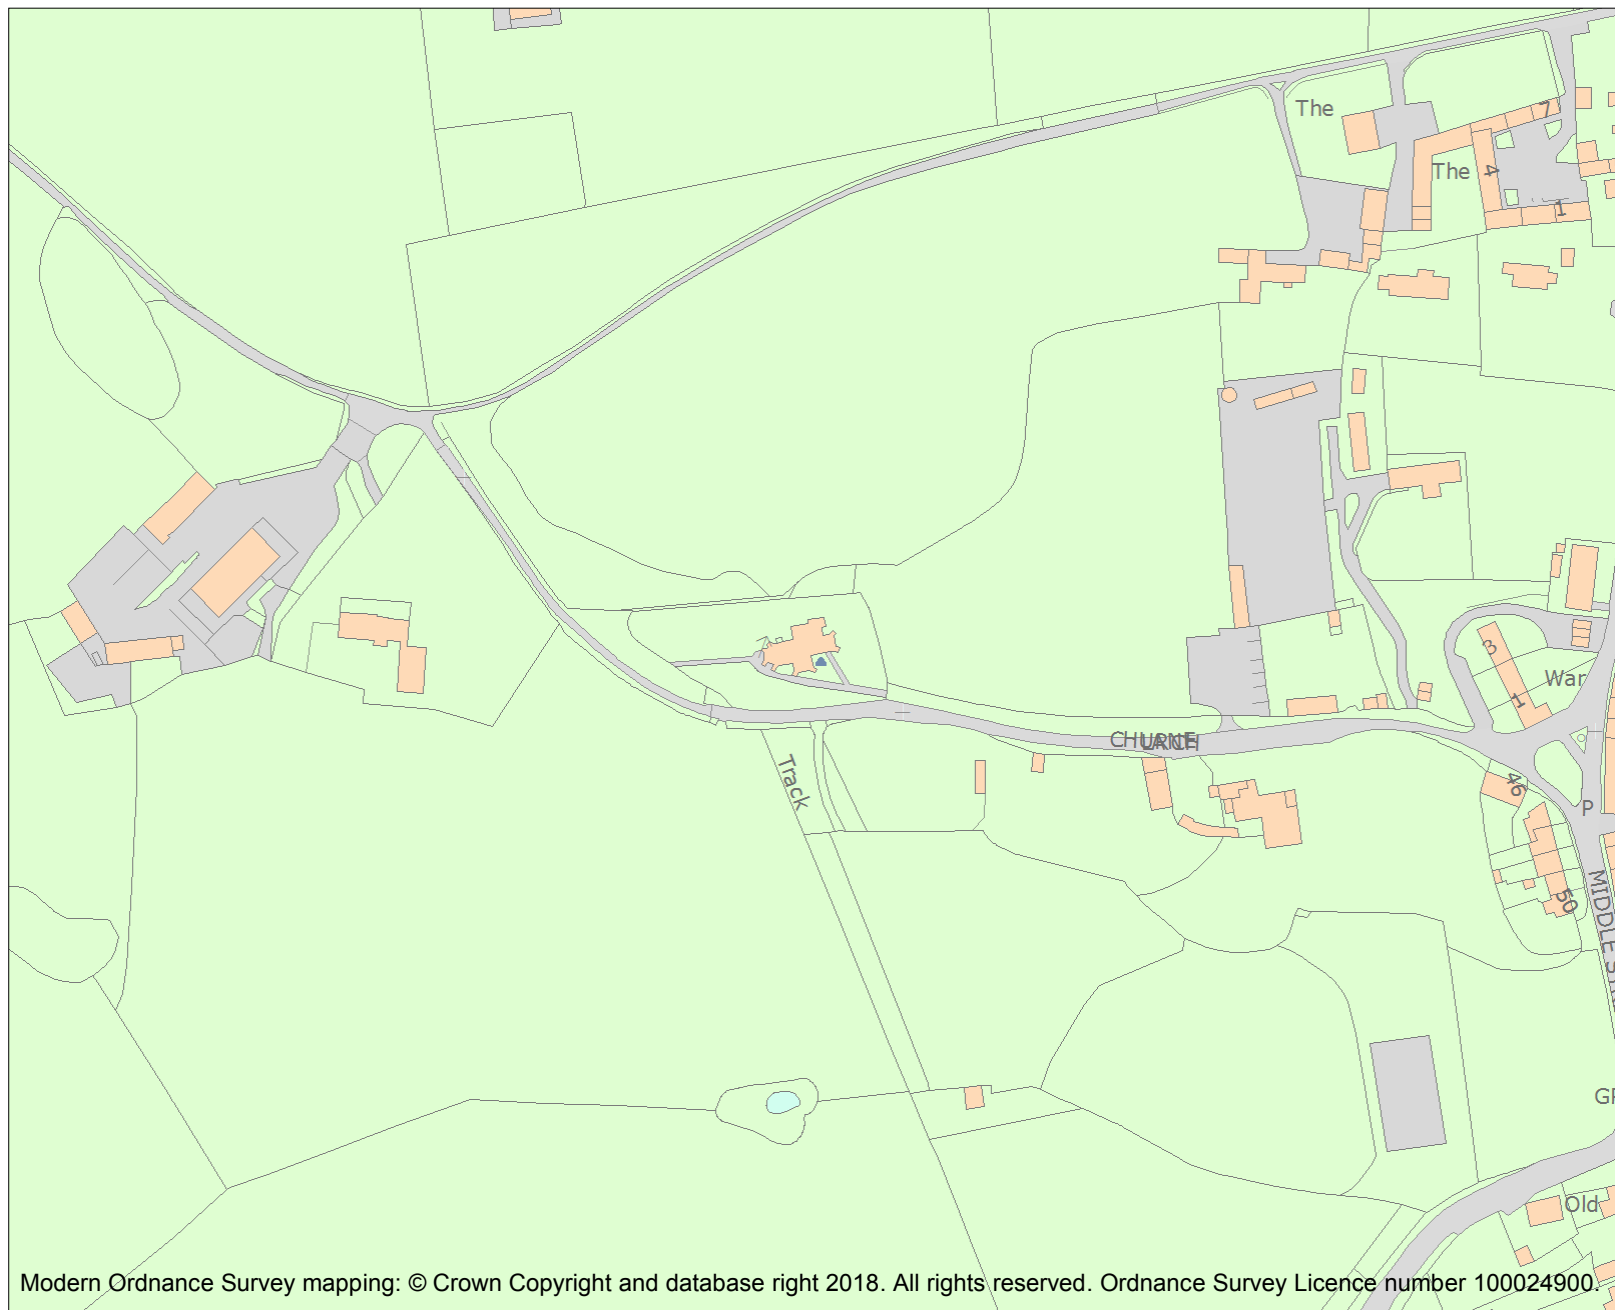 The
7
The
4
1
3
War
1
CHURCH
LANE
Track
46
P
50
MIDDLE S
GR
Old
Modern Ordnance Survey mapping: © Crown Copyright and database right 2018. All rights reserved. Ordnance Survey Licence number 100024900.